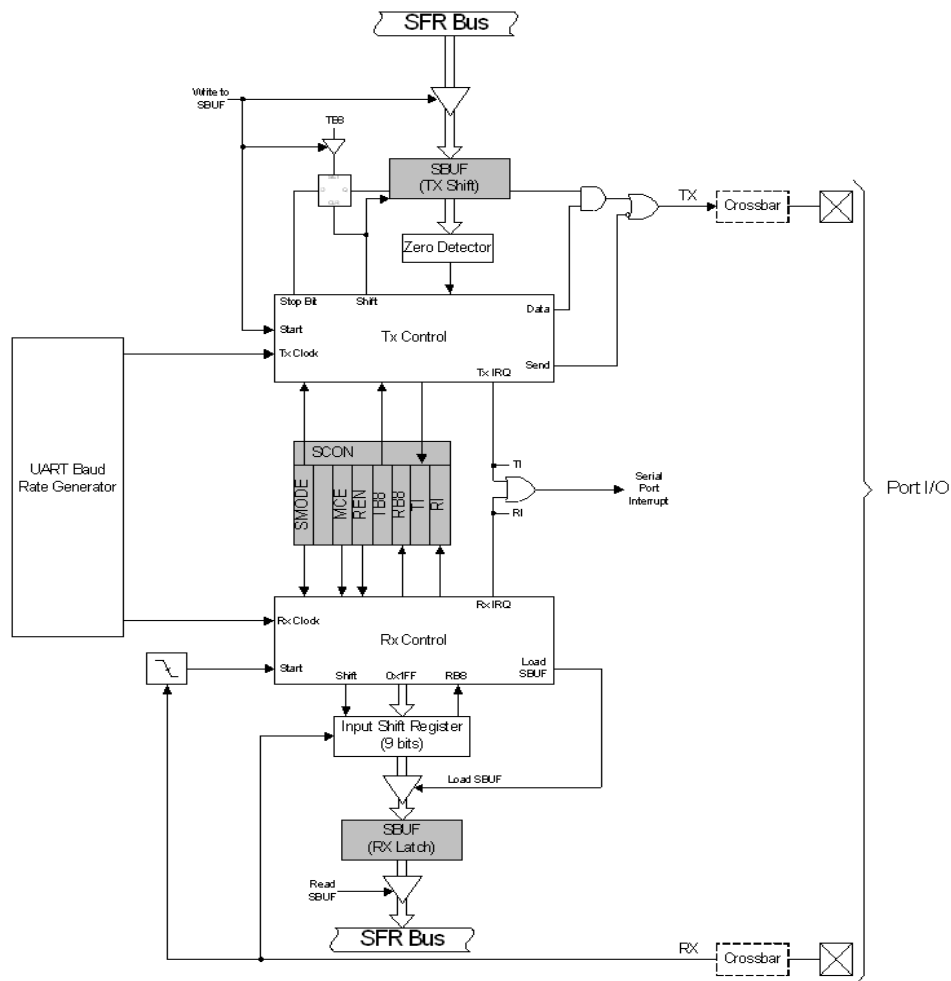 SFR Bus
Write to
SBUF
TB8
SBUF
(TX Shift)
TX
Crossbar
Zero Detector
Stop Bit
Shift
Data
Start
Tx Control
Tx Clock
Send
Tx IRQ
UART Baud
Rate Generator
SCON
SMODE
MCE
REN
TB8
RB8
TI
RI
TI
Serial
Port
Interrupt
RI
Port I/O
Rx IRQ
Rx Clock
Rx Control
Start
Load
SBUF
Shift
0x1FF
RB8
Input Shift Register
(9 bits)
Load SBUF
SBUF
(RX Latch)
Read
SBUF
SFR Bus
RX
Crossbar